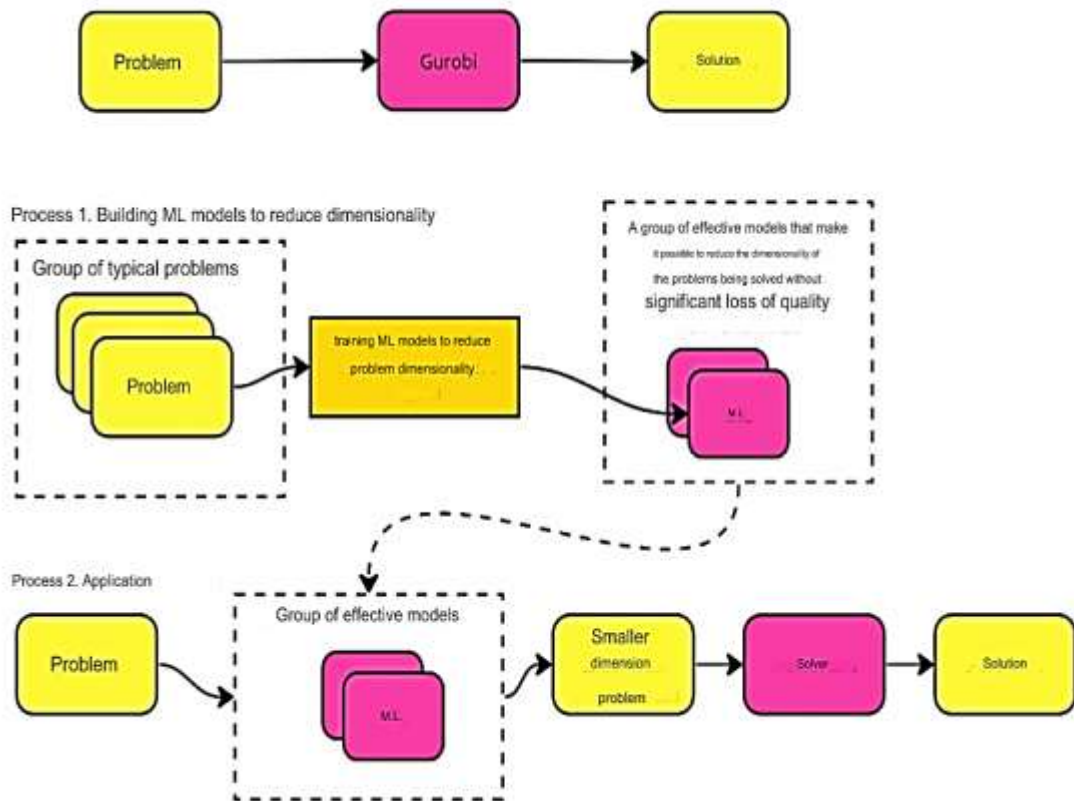 Problem
Gurobi
Solution
Process 1. Building ML models to reduce dimensionality
Group of typical problems
Problem
training ML models to reduce
problem dimensionality
A group of effective models that make
it possible to reduce the dimensionality of
the problems being solved without
significant loss of quality
M.L.
Process 2. Application
Problem
Group of effective models
M.L.
Smaller
dimension
problem
Solver
Solution